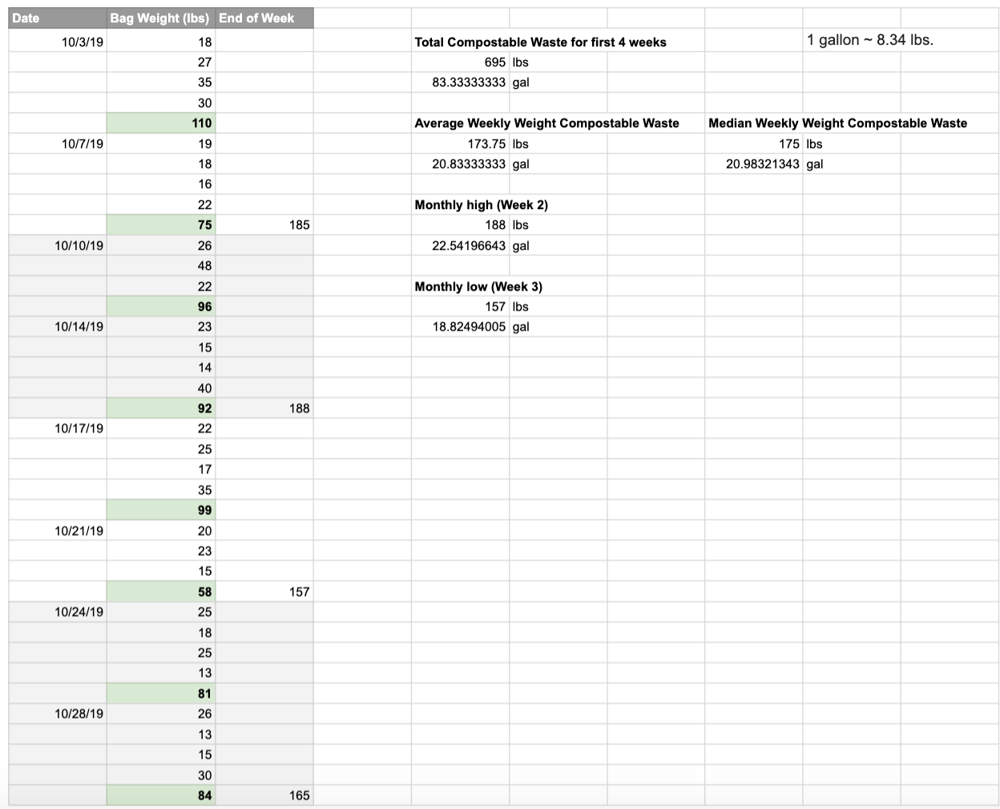 Date Bag Weight (lbs) End of Week
10/3/19 18 Total Compostable Waste for first 4 weeks 1 gallon ~ 8.34 lbs.
27 695 lbs
35 83.33333333 gal
30
110 Average Weekly Weight Compostable Waste Median Weekly Weight Compostable Waste
10/7/19 19 173.75 lbs 175 lbs
18 20.83333333 gal 20.98321343 gal
16
22 Monthly high (Week 2)
75 185 188 lbs
10/10/19 26 22.54196643 gal
48
22 Monthly low (Week 3)
96 157 lbs
10/14/19 23 18.82494005 gal
15
14
40
92 188
10/17/19 22
25
17
35
99
10/21/19 20
23
15
58 157
10/24/19 25
18
25
13
81
10/28/19 26
13
15
30
84 165